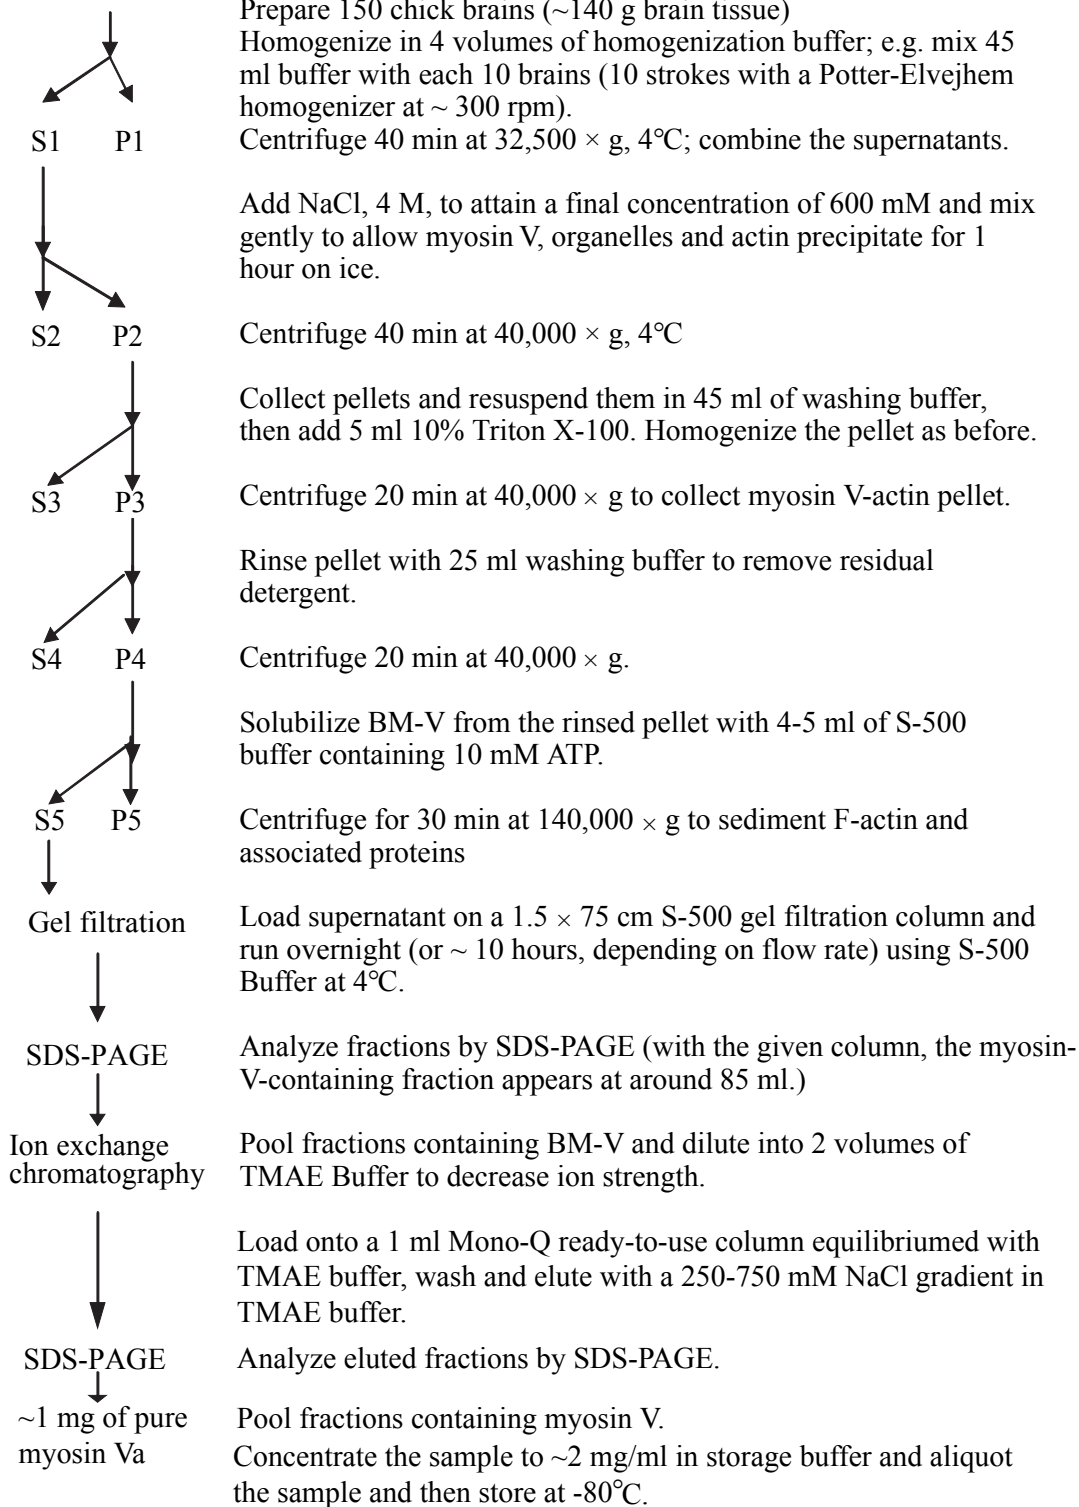 Prepare 150 chick brains (~140 g brain tissue)
Homogenize in 4 volumes of homogenization buffer; e.g. mix 45
ml buffer with each 10 brains (10 strokes with a Potter-Elvejhem
homogenizer at ~ 300 rpm).
S1 P1 Centrifuge 40 min at 32,500 × g, 4℃; combine the supernatants.
Add NaCl, 4 M, to attain a final concentration of 600 mM and mix
gently to allow myosin V, organelles and actin precipitate for 1
hour on ice.
S2 P2 Centrifuge 40 min at 40,000 × g, 4℃
Collect pellets and resuspend them in 45 ml of washing buffer,
then add 5 ml 10% Triton X-100. Homogenize the pellet as before.
S3 P3 Centrifuge 20 min at 40,000 × g to collect myosin V-actin pellet.
Rinse pellet with 25 ml washing buffer to remove residual
detergent.
S4 P4 Centrifuge 20 min at 40,000 × g.
Solubilize BM-V from the rinsed pellet with 4-5 ml of S-500
buffer containing 10 mM ATP.
S5 P5 Centrifuge for 30 min at 140,000 × g to sediment F-actin and
associated proteins
Gel filtration Load supernatant on a 1.5 × 75 cm S-500 gel filtration column and
run overnight (or ~ 10 hours, depending on flow rate) using S-500
Buffer at 4℃.
SDS-PAGE Analyze fractions by SDS-PAGE (with the given column, the myosin-
V-containing fraction appears at around 85 ml.)
Ion exchange Pool fractions containing BM-V and dilute into 2 volumes of
chromatography TMAE Buffer to decrease ion strength.
Load onto a 1 ml Mono-Q ready-to-use column equilibriumed with
TMAE buffer, wash and elute with a 250-750 mM NaCl gradient in
TMAE buffer.
SDS-PAGE Analyze eluted fractions by SDS-PAGE.
~1 mg of pure Pool fractions containing myosin V.
myosin Va Concentrate the sample to ~2 mg/ml in storage buffer and aliquot
the sample and then store at -80℃.